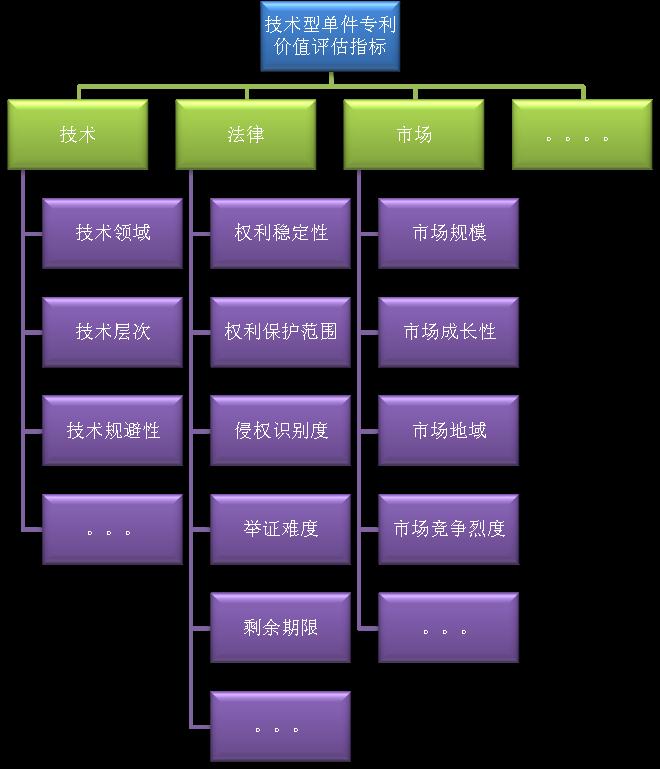 技术型单件专利
价值评估指标
技术
法律
市场
。。。。
技术领域
技术层次
技术规避性
。。。
权利稳定性
权利保护范围
侵权识别度
举证难度
剩余期限
。。。
市场规模
市场成长性
市场地域
市场竞争烈度
。。。